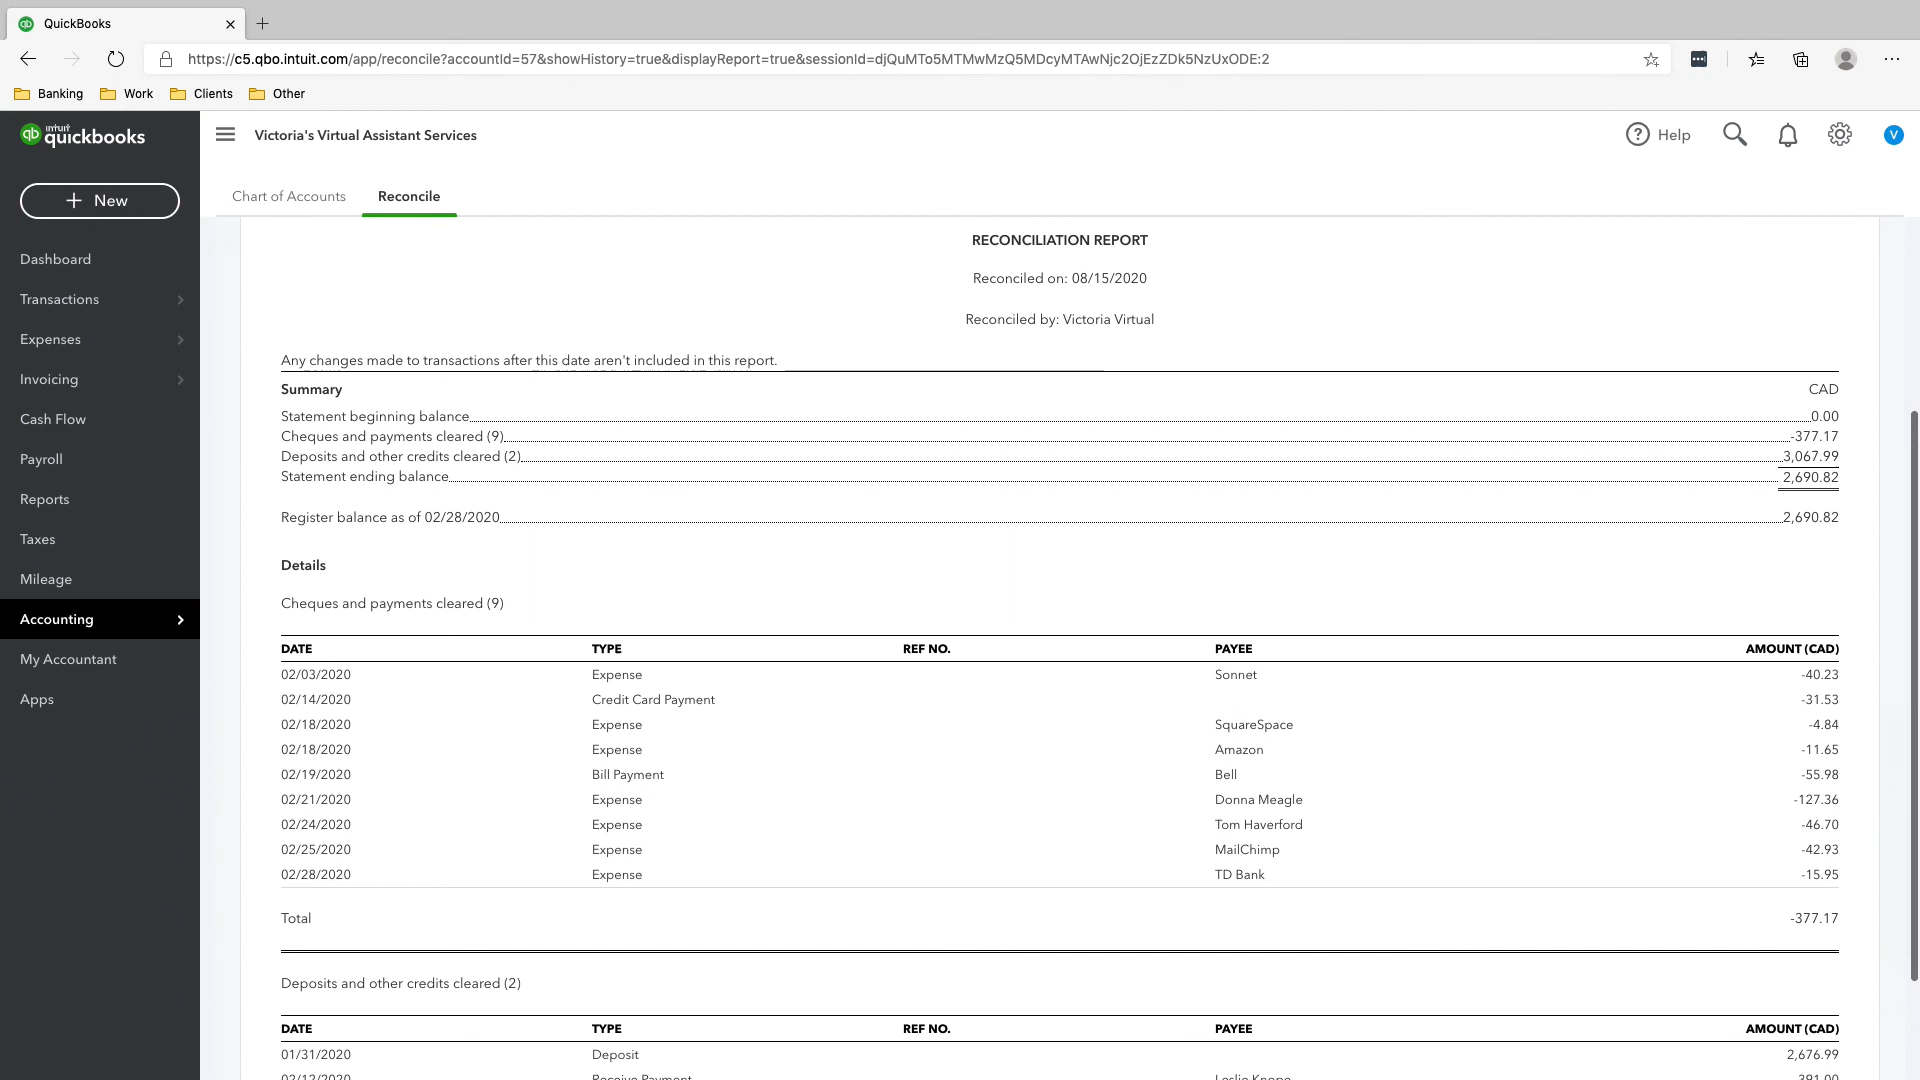 QuickBooks
https://c5.qbo.intuit.com/app/reconcile?accountId=57&showHistory=true&displayReport=true&sessionId=djQuMTo5MTMwMzQ5MDcyMTAwNjc2OjEzZDk5NzUxODE:2
Banking Work Clients Other
intuit quickbooks
Victoria's Virtual Assistant Services
Help
V
New
Chart of Accounts Reconcile
Dashboard
Transactions
Expenses
Invoicing
Cash Flow
Payroll
Reports
Taxes
Mileage
Accounting
My Accountant
Apps
RECONCILIATION REPORT
Reconciled on: 08/15/2020
Reconciled by: Victoria Virtual
Any changes made to transactions after this date aren't included in this report.
Summary CAD
Statement beginning balance 0.00
Cheques and payments cleared (9) -377.17
Deposits and other credits cleared (2) 3,067.99
Statement ending balance 2,690.82
Register balance as of 02/28/2020 2,690.82
Details
Cheques and payments cleared (9)
DATE TYPE REF NO. PAYEE AMOUNT (CAD)
02/03/2020 Expense Sonnet -40.23
02/14/2020 Credit Card Payment -31.53
02/18/2020 Expense SquareSpace -4.84
02/18/2020 Expense Amazon -11.65
02/19/2020 Bill Payment Bell -55.98
02/21/2020 Expense Donna Meagle -127.36
02/24/2020 Expense Tom Haverford -46.70
02/25/2020 Expense MailChimp -42.93
02/28/2020 Expense TD Bank -15.95
Total -377.17
Deposits and other credits cleared (2)
DATE TYPE REF NO. PAYEE AMOUNT (CAD)
01/31/2020 Deposit 2,676.99
02/12/2020 Receive Payment Leslie Knope 391.00